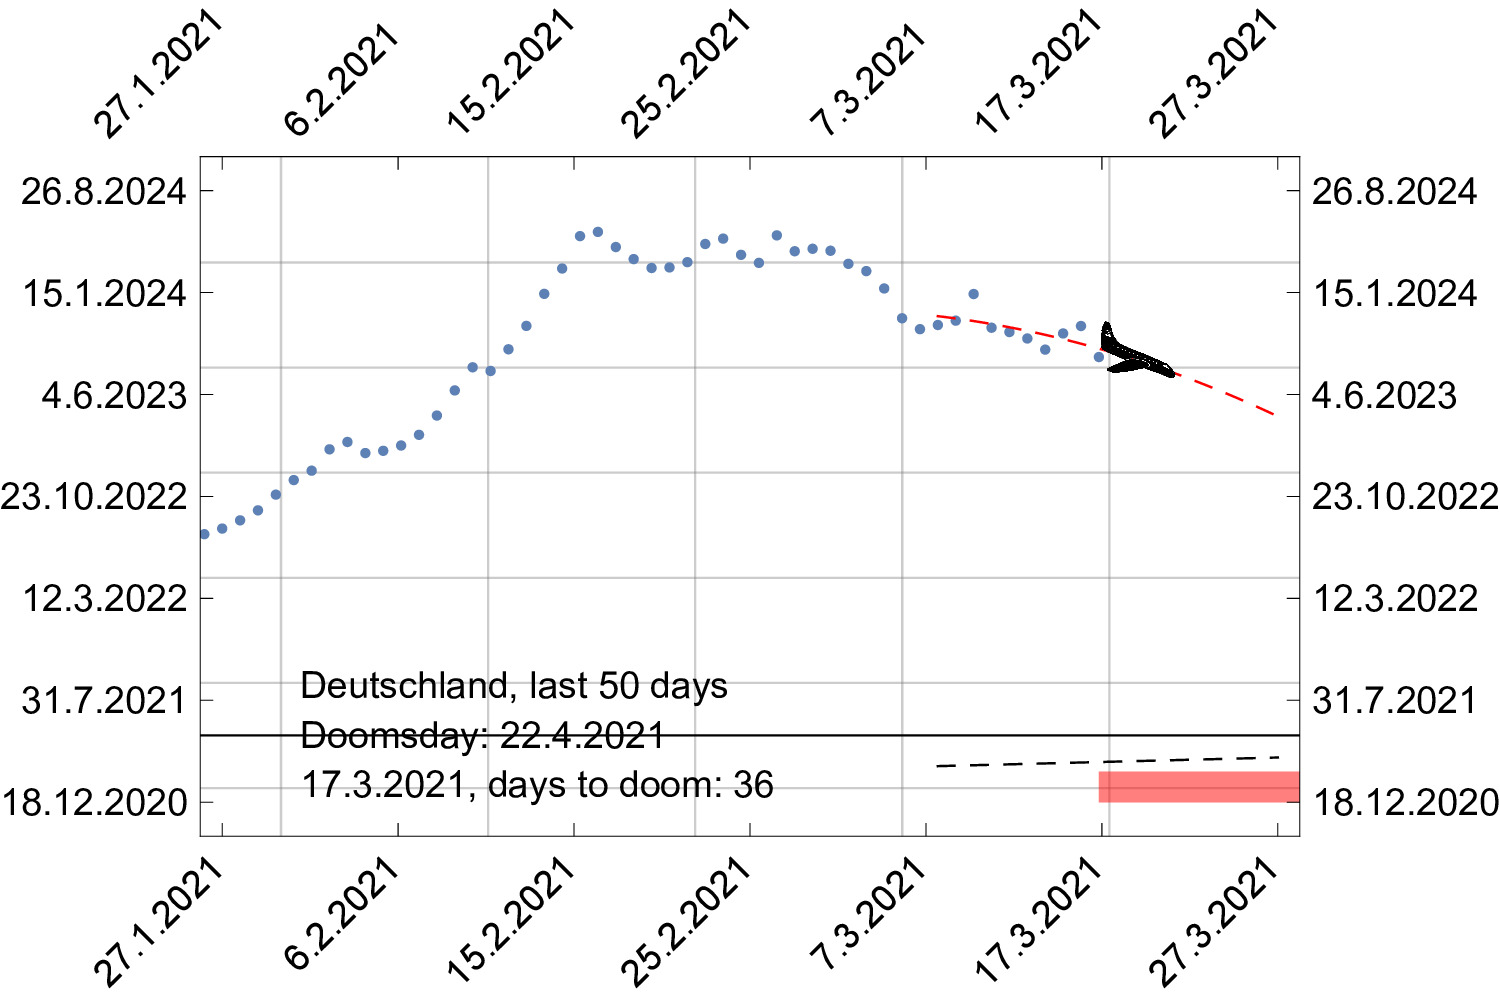 27.1.2021 6.2.2021 15.2.2021 25.2.2021 7.3.2021 17.3.2021 27.3.2021
26.8.2024 26.8.2024
15.1.2024 15.1.2024
4.6.2023 4.6.2023
23.10.2022 23.10.2022
12.3.2022 12.3.2022
Deutschland, last 50 days
31.7.2021 31.7.2021
Doomsday: 22.4.2021
17.3.2021, days to doom: 36
18.12.2020 18.12.2020
27.1.2021 6.2.2021 15.2.2021 25.2.2021 7.3.2021 17.3.2021 27.3.2021